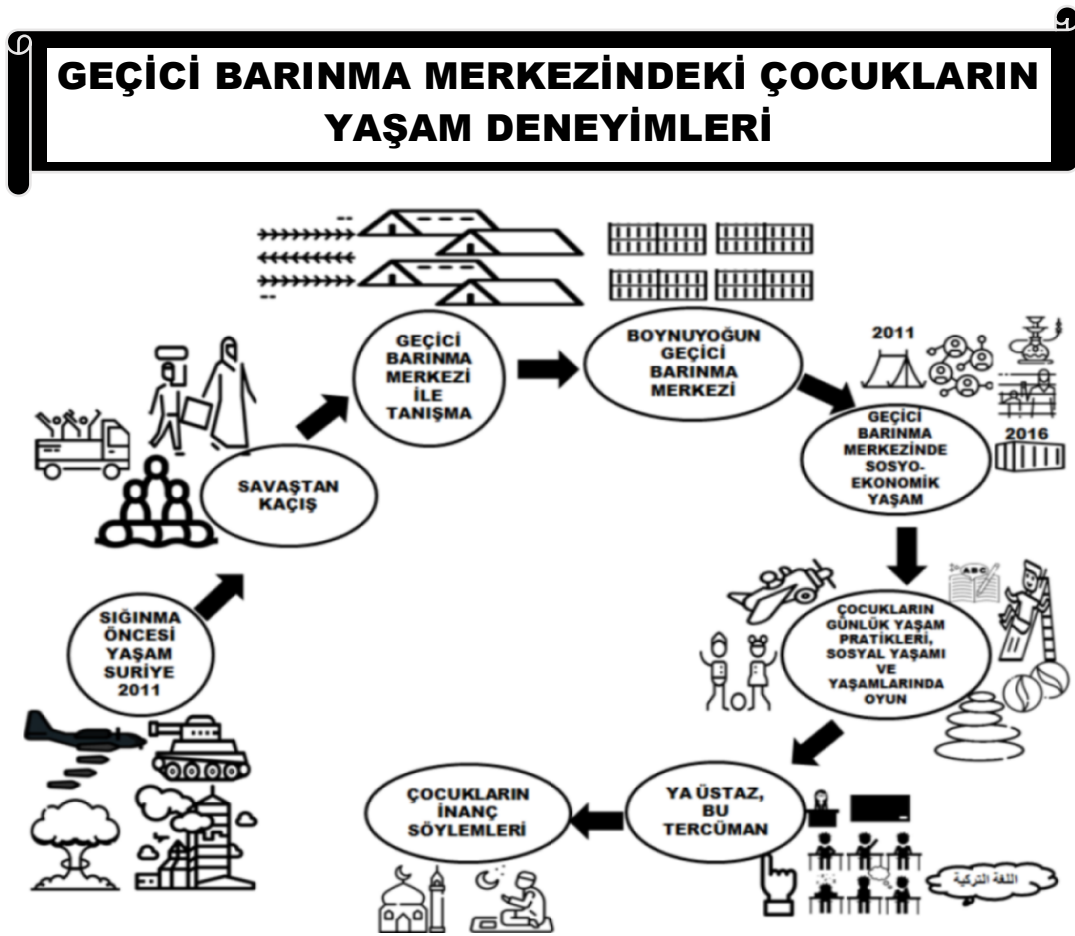 GEÇİCİ BARINMA MERKEZİNDEKİ ÇOCUKLARIN
YAŞAM DENEYİMLERİ
SIĞINMA
ÖNCESİ
YAŞAM
SURİYE
2011
SAVAŞTAN
KAÇIŞ
GEÇİCİ
BARINMA
MERKEZİ
İLE
TANIŞMA
BOYNUYOĞUN
GEÇİCİ
BARINMA
MERKEZİ
2011
2016
GEÇİCİ
BARINMA
MERKEZİNDE
SOSYO-
EKONOMİK
YAŞAM
ABC
ÇOCUKLARIN
GÜNLÜK YAŞAM
PRATİKLERİ,
SOSYAL YAŞAMI
VE
YAŞAMLARINDA
OYUN
YA ÜSTAZ,
BU
TERCÜMAN
اللغة التركية
ÇOCUKLARIN
İNANÇ
SÖYLEMLERİ